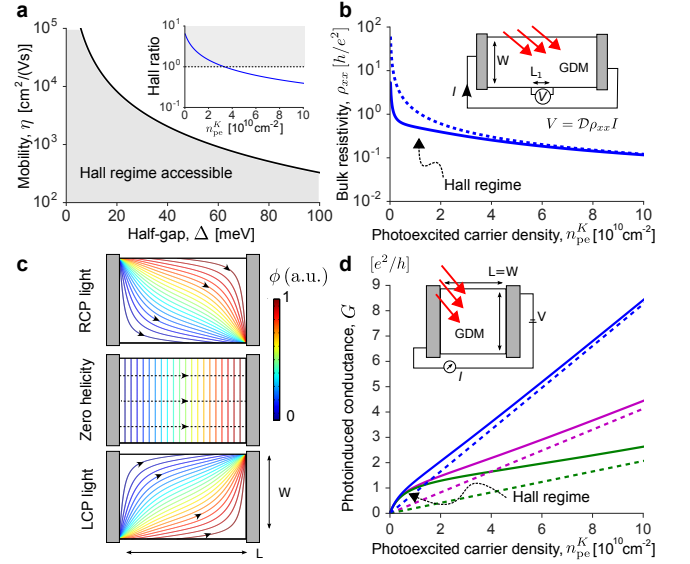 a
Mobility, η [cm²/(Vs)]
10⁵
10⁴
10³
10²
Hall regime accessible
0
20
40
60
80
100
Half-gap, Δ [meV]
Hall ratio
10¹
10⁰
10⁻¹
0
2
4
6
8
10
n_pe^K [10¹⁰cm⁻²]
b
Bulk resistivity, ρ_xx [h/e²]
10²
10¹
10⁰
10⁻¹
10⁻²
W
L₁
V
GDM
I
V = 𝒟ρ_xx I
Hall regime
0
2
4
6
8
10
Photoexcited carrier density, n_pe^K [10¹⁰cm⁻²]
c
RCP light
Zero helicity
LCP light
ϕ (a.u.)
1
0
W
L
d
[e²/h]
Photoinduced conductance, G
9
8
7
6
5
4
3
2
1
0
L=W
GDM
V
I
Hall regime
0
2
4
6
8
10
Photoexcited carrier density, n_pe^K [10¹⁰cm⁻²]